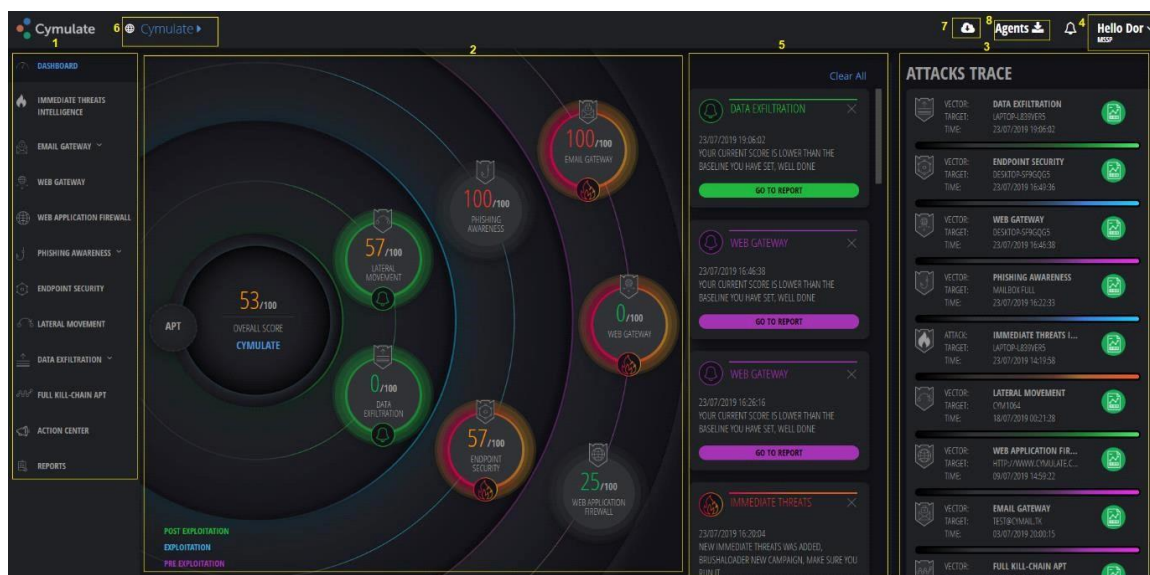 Cymulate
1
6
Cymulate
7
8
Agents
4
Hello Dor
MSSP
3
DASHBOARD
IMMEDIATE THREATS
INTELLIGENCE
EMAIL GATEWAY
WEB GATEWAY
WEB APPLICATION FIREWALL
PHISHING AWARENESS
ENDPOINT SECURITY
LATERAL MOVEMENT
DATA EXFILTRATION
FULL KILL-CHAIN APT
ACTION CENTER
REPORTS
2
100/100
EMAIL GATEWAY
100/100
PHISHING
AWARENESS
57/100
LATERAL
MOVEMENT
53/100
OVERALL SCORE
CYMULATE
APT
0/100
WEB GATEWAY
0/100
DATA
EXFILTRATION
57/100
ENDPOINT
SECURITY
25/100
WEB APPLICATION
FIREWALL
POST EXPLOITATION
EXPLOITATION
PRE EXPLOITATION
5
Clear All
DATA EXFILTRATION
23/07/2019 19:06:02
YOUR CURRENT SCORE IS LOWER THAN THE
BASELINE YOU HAVE SET, WELL DONE
GO TO REPORT
WEB GATEWAY
23/07/2019 16:46:38
YOUR CURRENT SCORE IS LOWER THAN THE
BASELINE YOU HAVE SET, WELL DONE
GO TO REPORT
WEB GATEWAY
23/07/2019 16:26:16
YOUR CURRENT SCORE IS LOWER THAN THE
BASELINE YOU HAVE SET, WELL DONE
GO TO REPORT
IMMEDIATE THREATS
23/07/2019 16:20:04
NEW IMMEDIATE THREATS WAS ADDED,
BRUSHALOADER NEW CAMPAIGN, MAKE SURE YOU
RUN IT
ATTACKS TRACE
VECTOR: DATA EXFILTRATION
TARGET: LAPTOP-L839VER5
TIME: 23/07/2019 19:06:02
VECTOR: ENDPOINT SECURITY
TARGET: DESKTOP-SF9GQG5
TIME: 23/07/2019 16:49:36
VECTOR: WEB GATEWAY
TARGET: DESKTOP-SF9GQG5
TIME: 23/07/2019 16:46:38
VECTOR: PHISHING AWARENESS
TARGET: MAILBOX FULL
TIME: 23/07/2019 16:22:33
ATTACK: IMMEDIATE THREATS I...
TARGET: LAPTOP-L839VER5
TIME: 23/07/2019 14:19:58
VECTOR: LATERAL MOVEMENT
TARGET: CYM1064
TIME: 18/07/2019 00:21:28
VECTOR: WEB APPLICATION FIR...
TARGET: HTTP://WWW.CYMULATE.C...
TIME: 09/07/2019 14:59:22
VECTOR: EMAIL GATEWAY
TARGET: TEST@CYMAIL.TK
TIME: 03/07/2019 20:00:15
VECTOR: FULL KILL-CHAIN APT